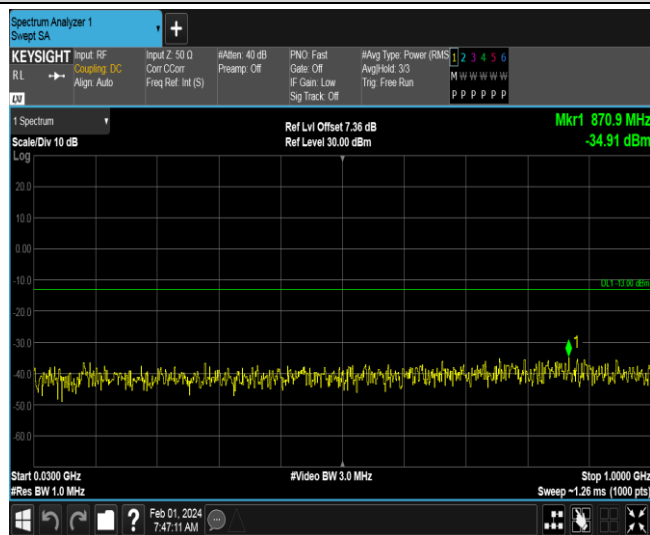 Spectrum Analyzer 1
Swept SA
+
KEYSIGHT
RL
LXI
Input: RF
Coupling: DC
Align: Auto
Input Z: 50 Ω
Corr CCorr
Freq Ref: Int (S)
#Atten: 40 dB
Preamp: Off
PNO: Fast
Gate: Off
IF Gain: Low
Sig Track: Off
#Avg Type: Power (RMS
Avg|Hold: 3/3
Trig: Free Run
1 2 3 4 5 6
M W W W W W
P P P P P P
1 Spectrum
Scale/Div 10 dB
Log
Ref Lvl Offset 7.36 dB
Ref Level 30.00 dBm
Mkr1 870.9 MHz
-34.91 dBm
20.0
10.0
0.00
-10.0
DL1 -13.00 dBm
-20.0
-30.0
1
-40.0
-50.0
-60.0
Start 0.0300 GHz
#Res BW 1.0 MHz
#Video BW 3.0 MHz
Stop 1.0000 GHz
Sweep ~1.26 ms (1000 pts)
?
Feb 01, 2024
7:47:11 AM